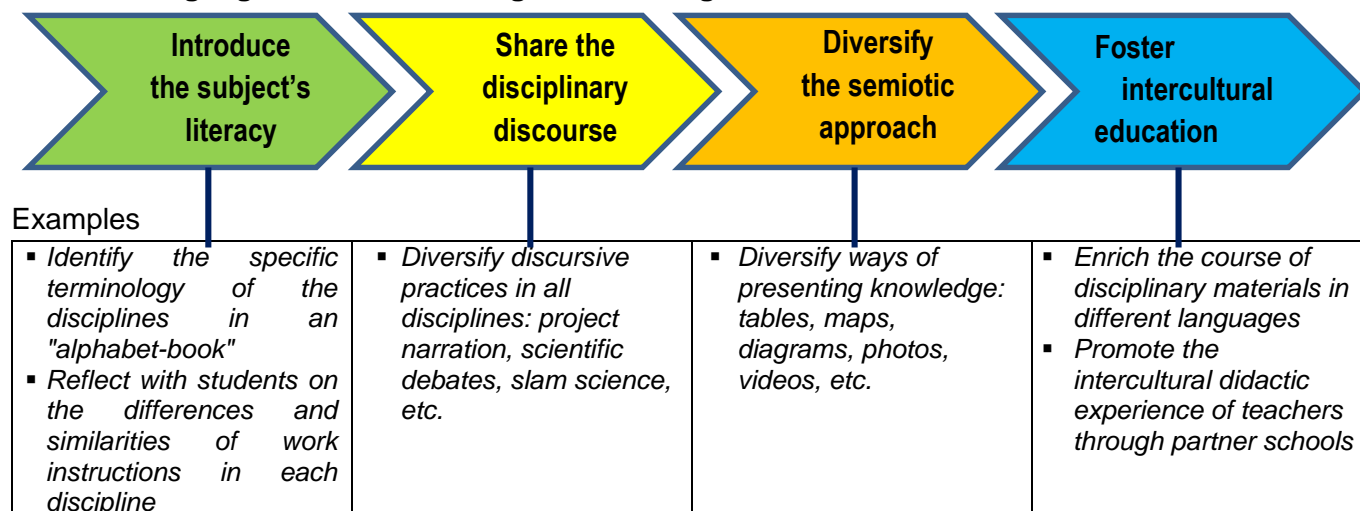 Introduce
the subject's
literacy
Share the
disciplinary
discourse
Diversify
the semiotic
approach
Foster
intercultural
education
Examples
▪ Identify the specific
terminology of the
disciplines in an
"alphabet-book"
▪ Reflect with students on
the differences and
similarities of work
instructions in each
discipline
▪ Diversify discursive
practices in all
disciplines: project
narration, scientific
debates, slam science,
etc.
▪ Diversify ways of
presenting knowledge:
tables, maps,
diagrams, photos,
videos, etc.
▪ Enrich the course of
disciplinary materials in
different languages
▪ Promote the
intercultural didactic
experience of teachers
through partner schools